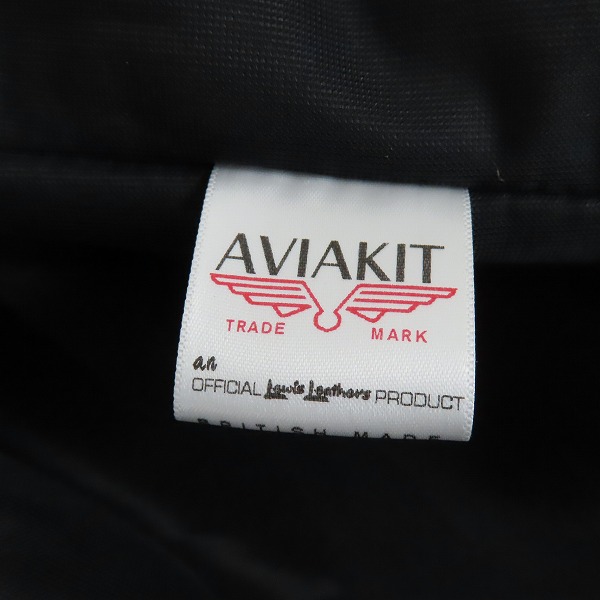 AVIAKIT
TRADE MARK
an
OFFICIAL Lewis Leathers PRODUCT
BRITISH MADE